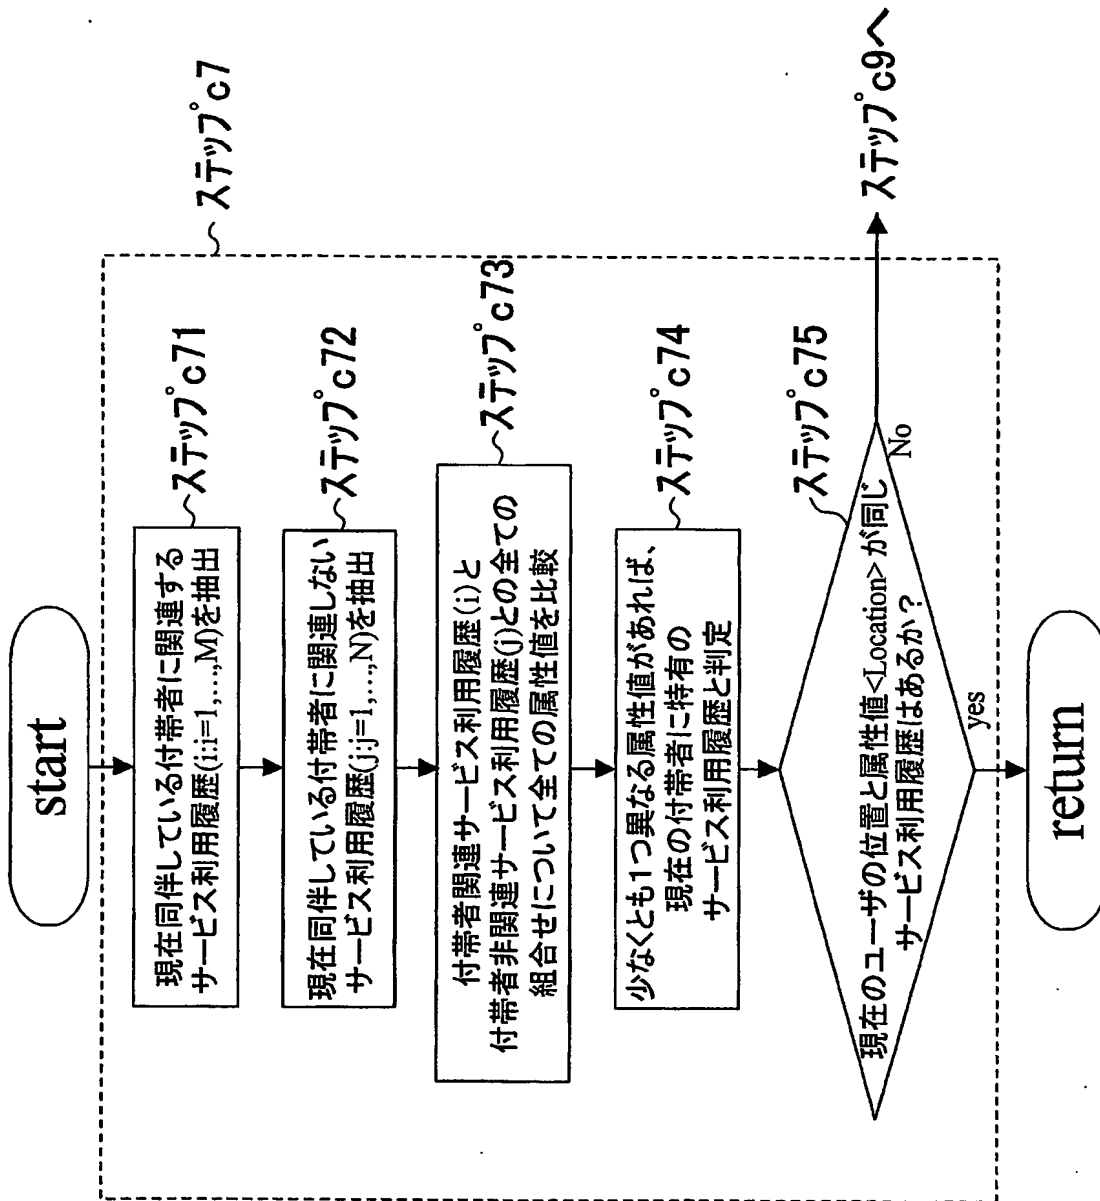 start
ステップc7
現在同伴している付帯者に関連する
サービス利用履歴(i:i=1,...,M)を抽出
ステップc71
現在同伴している付帯者に関連しない
サービス利用履歴(j:j=1,...,N)を抽出
ステップc72
付帯者関連サービス利用履歴(i)と
付帯者非関連サービス利用履歴(j)との全ての
組合せについて全ての属性値を比較
ステップc73
少なくとも1つ異なる属性値があれば、
現在の付帯者に特有の
サービス利用履歴と判定
ステップc74
現在のユーザの位置と属性値<Location>が同じ
サービス利用履歴はあるか？
ステップc75
No
ステップc9へ
yes
return